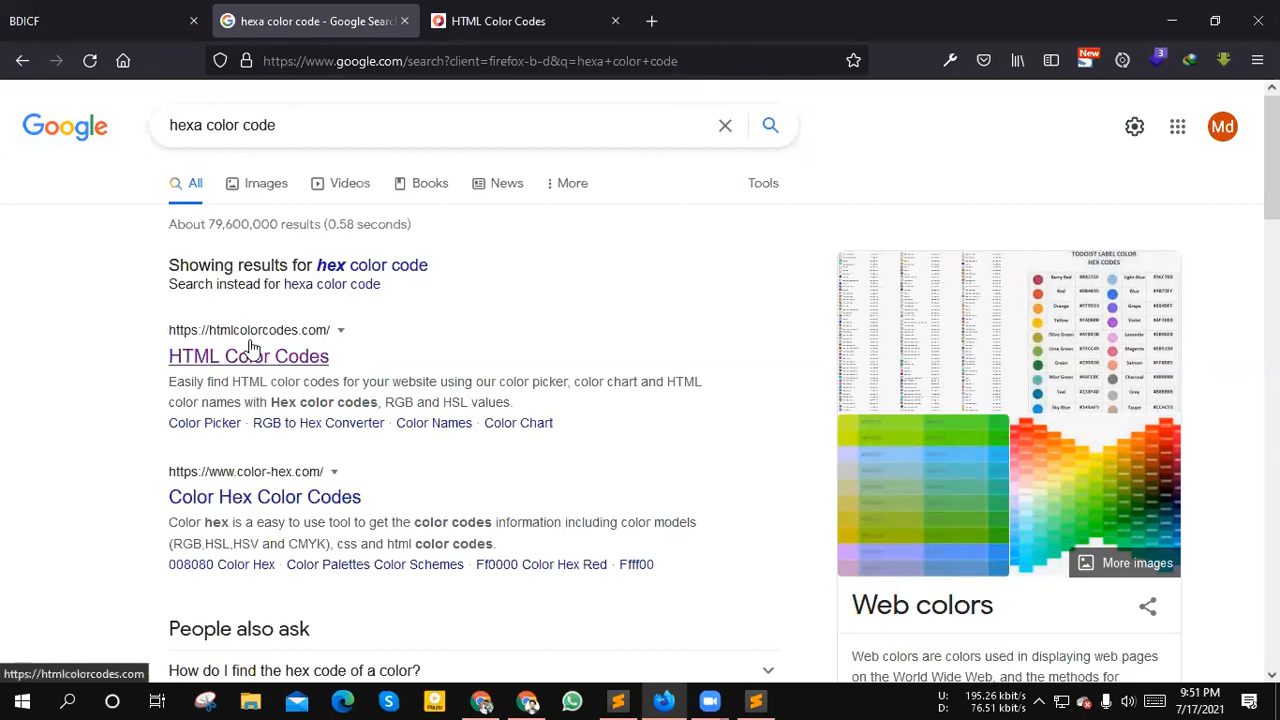 BDICF
hexa color code - Google Search
HTML Color Codes
https://www.google.com/search?client=firefox-b-d&q=hexa+color+code
New
3
Google
hexa color code
Md
All
Images
Videos
Books
News
More
Tools
About 79,600,000 results (0.58 seconds)
Showing results for hex color code
Search instead for hexa color code
https://htmlcolorcodes.com/
HTML Color Codes
Easily find HTML color codes for your website using our color picker, color chart and HTML
color names with Hex color codes, RGB and HSL values.
Color Picker · RGB to Hex Converter · Color Names · Color Chart
https://www.color-hex.com/
Color Hex Color Codes
Color hex is a easy to use tool to get the color codes information including color models
(RGB,HSL,HSV and CMYK), css and html color codes.
008080 Color Hex · Color Palettes Color Schemes · Ff0000 Color Hex Red · Ffff00
People also ask
How do I find the hex code of a color?
TODOIST LABEL COLOR
HEX CODES
Berry Red
Light Blue
Red
Blue
Orange
Grape
Yellow
Violet
Olive Green
Lavender
Lime Green
Magenta
Green
Salmon
Mint Green
Charcoal
Teal
Grey
Sky Blue
Taupe
More images
Web colors
Web colors are colors used in displaying web pages
on the World Wide Web, and the methods for
https://htmlcolorcodes.com
Player
U: 195.26 kbit/s
D: 76.51 kbit/s
9:51 PM
7/17/2021